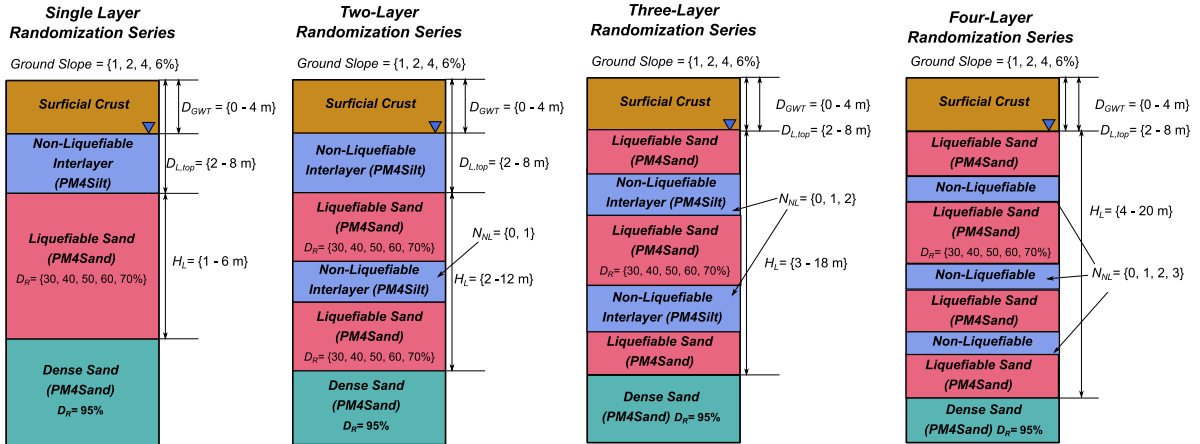 Single Layer
Randomization Series
Ground Slope = {1, 2, 4, 6%}
Surficial Crust
D_GWT = {0 - 4 m}
Non-Liquefiable
Interlayer
(PM4Silt)
D_L,top = {2 - 8 m}
Liquefiable Sand
(PM4Sand)
D_R = {30, 40, 50, 60, 70%}
H_L = {1 - 6 m}
Dense Sand
(PM4Sand)
D_R = 95%
Two-Layer
Randomization Series
Ground Slope = {1, 2, 4, 6%}
Surficial Crust
D_GWT = {0 - 4 m}
Non-Liquefiable
Interlayer (PM4Silt)
D_L,top = {2 - 8 m}
Liquefiable Sand
(PM4Sand)
D_R = {30, 40, 50, 60, 70%}
N_NL = {0, 1}
Non-Liquefiable
Interlayer (PM4Silt)
H_L = {2 -12 m}
Liquefiable Sand
(PM4Sand)
D_R = {30, 40, 50, 60, 70%}
Dense Sand
(PM4Sand)
D_R = 95%
Three-Layer
Randomization Series
Ground Slope = {1, 2, 4, 6%}
Surficial Crust
D_GWT = {0 - 4 m}
D_L,top = {2 - 8 m}
Liquefiable Sand
(PM4Sand)
Non-Liquefiable
Interlayer (PM4Silt)
N_NL = {0, 1, 2}
Liquefiable Sand
(PM4Sand)
D_R = {30, 40, 50, 60, 70%}
H_L = {3 - 18 m}
Non-Liquefiable
Interlayer (PM4Silt)
Liquefiable Sand
(PM4Sand)
Dense Sand
(PM4Sand) D_R = 95%
Four-Layer
Randomization Series
Ground Slope = {1, 2, 4, 6%}
Surficial Crust
D_GWT = {0 - 4 m}
D_L,top = {2 - 8 m}
Liquefiable Sand
(PM4Sand)
Non-Liquefiable
H_L = {4 - 20 m}
Liquefiable Sand
(PM4Sand)
D_R = {30, 40, 50, 60, 70%}
Non-Liquefiable
N_NL = {0, 1, 2, 3}
Liquefiable Sand
(PM4Sand)
Non-Liquefiable
Liquefiable Sand
(PM4Sand)
Dense Sand
(PM4Sand) D_R = 95%